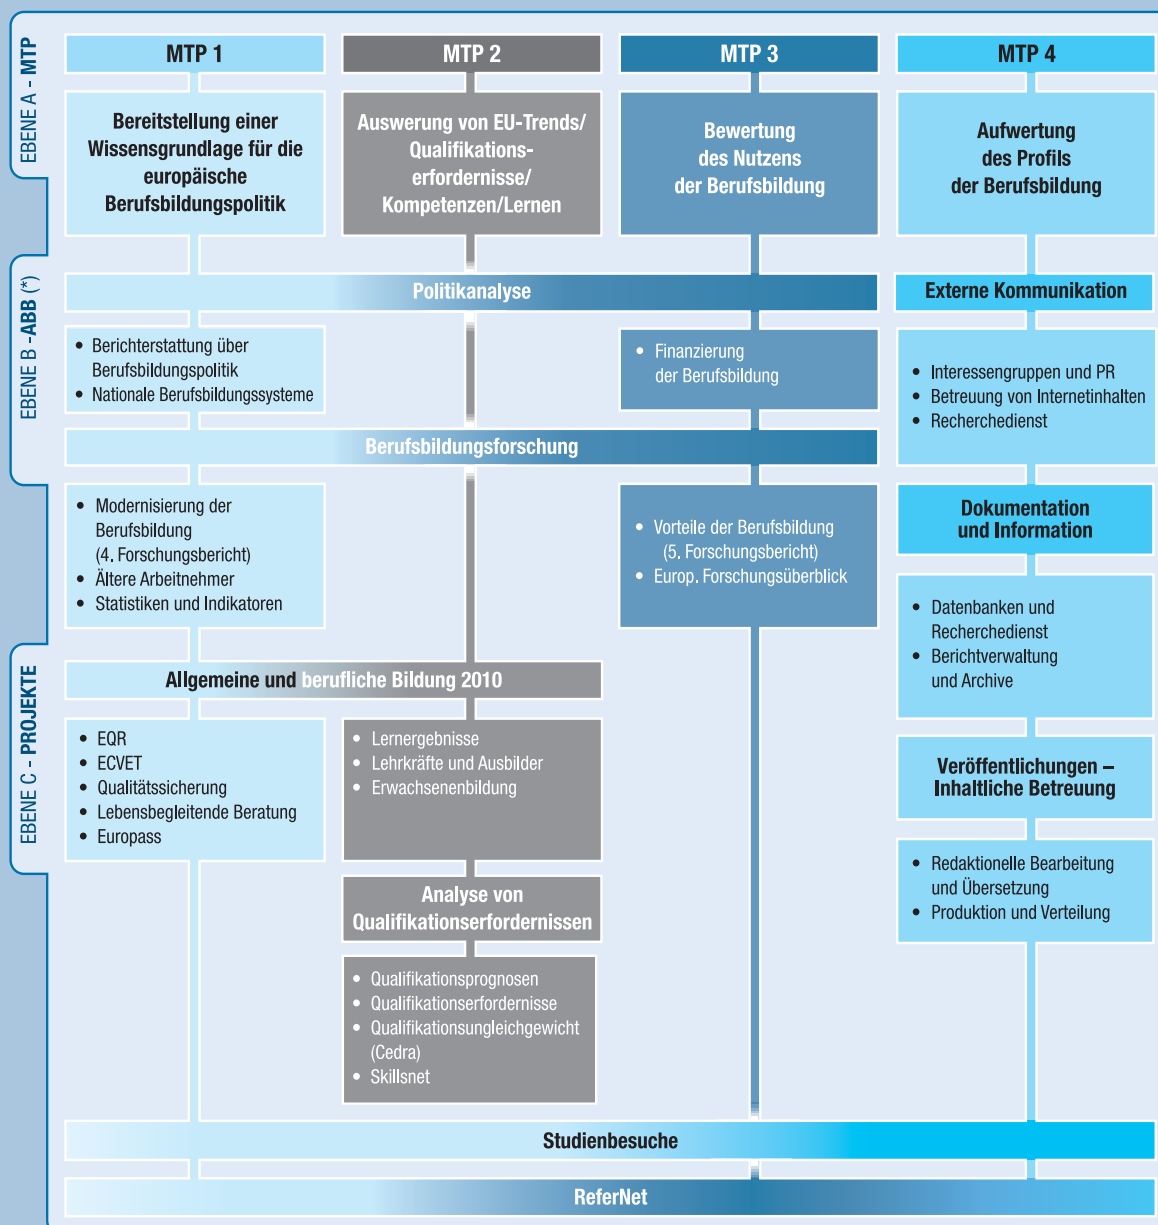 EBENE A - MTP
MTP 1
Bereitstellung einer
Wissensgrundlage für die
europäische
Berufsbildungspolitik
MTP 2
Auswerung von EU-Trends/
Qualifikations-
erfordernisse/
Kompetenzen/Lernen
MTP 3
Bewertung
des Nutzens
der Berufsbildung
MTP 4
Aufwertung
des Profils
der Berufsbildung
EBENE B -ABB (*)
Politikanalyse
Externe Kommunikation
• Berichterstattung über
Berufsbildungspolitik
• Nationale Berufsbildungssysteme
• Finanzierung
der Berufsbildung
• Interessengruppen und PR
• Betreuung von Internetinhalten
• Recherchedienst
Berufsbildungsforschung
• Modernisierung der
Berufsbildung
(4. Forschungsbericht)
• Ältere Arbeitnehmer
• Statistiken und Indikatoren
• Vorteile der Berufsbildung
(5. Forschungsbericht)
• Europ. Forschungsüberblick
Dokumentation
und Information
• Datenbanken und
Recherchedienst
• Berichtverwaltung
und Archive
EBENE C - PROJEKTE
Allgemeine und berufliche Bildung 2010
• EQR
• ECVET
• Qualitätssicherung
• Lebensbegleitende Beratung
• Europass
• Lernergebnisse
• Lehrkräfte und Ausbilder
• Erwachsenenbildung
Veröffentlichungen –
Inhaltliche Betreuung
• Redaktionelle Bearbeitung
und Übersetzung
• Produktion und Verteilung
Analyse von
Qualifikationserfordernissen
• Qualifikationsprognosen
• Qualifikationserfordernisse
• Qualifikationsungleichgewicht
(Cedra)
• Skillsnet
Studienbesuche
ReferNet